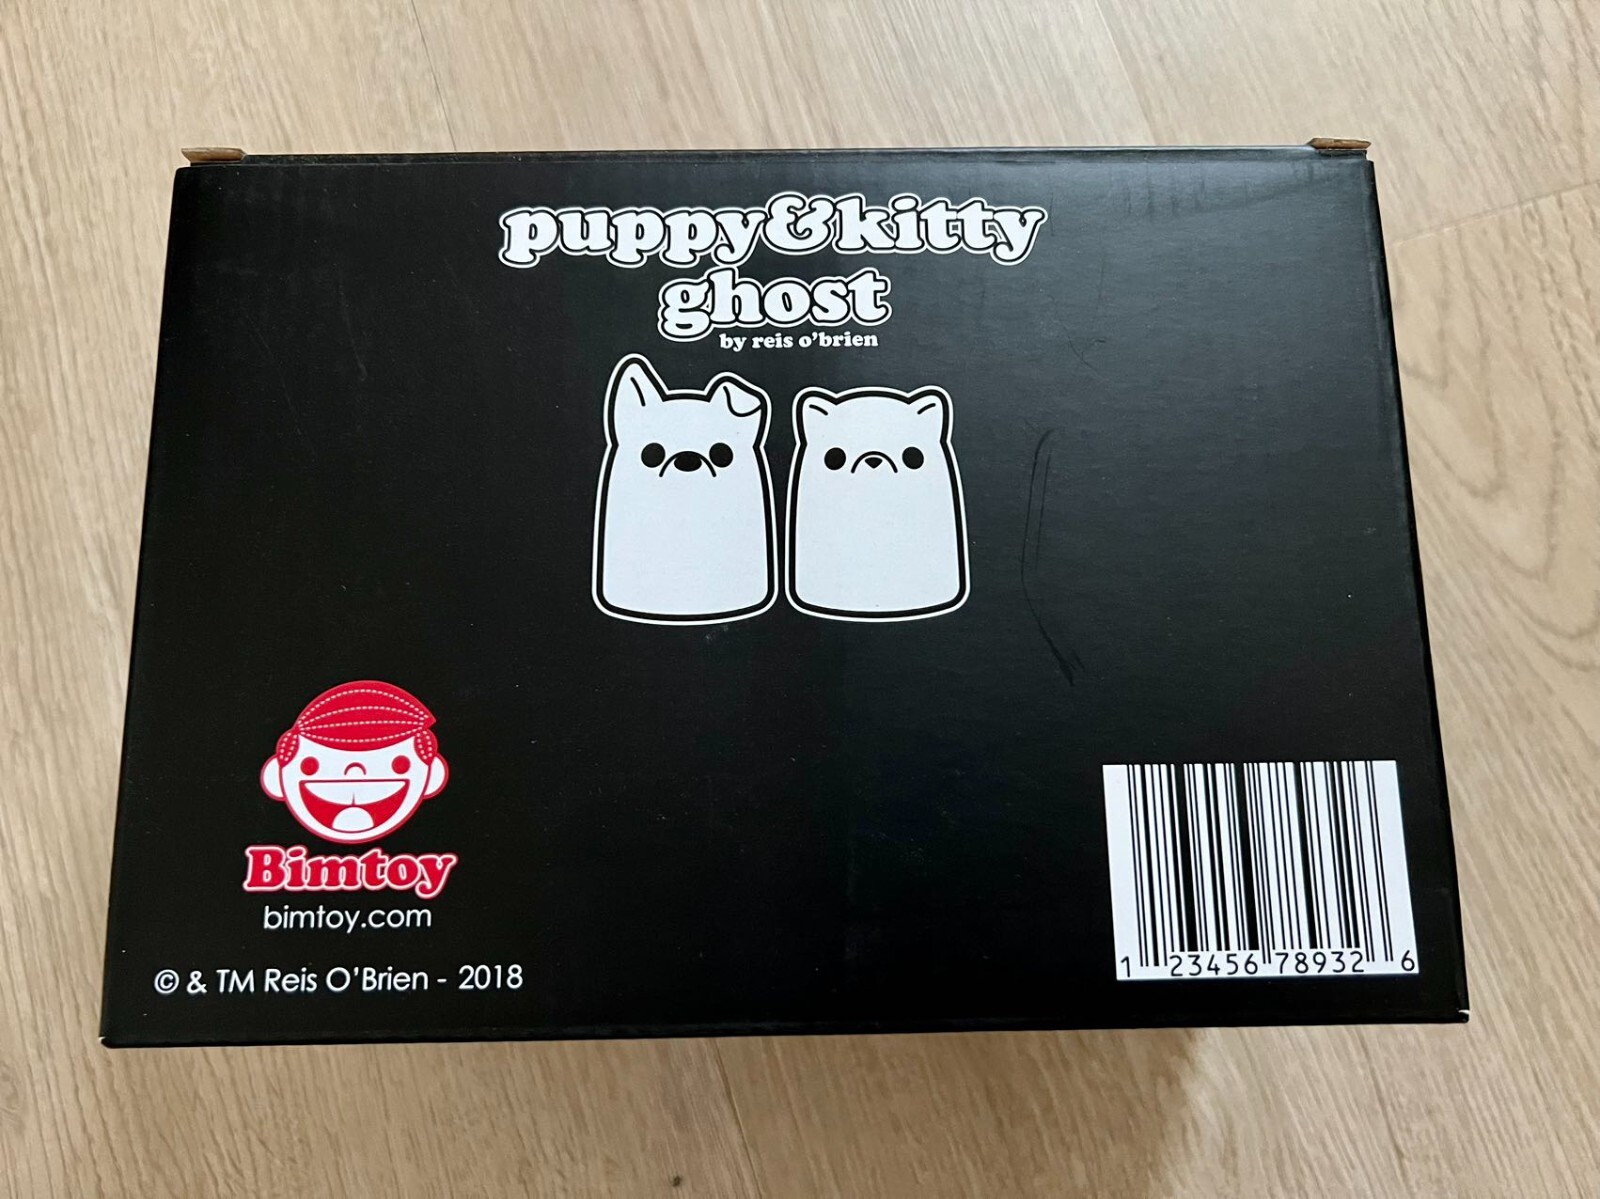 puppy&kitty
ghost
by reis o'brien
Bimtoy
bimtoy.com
© & TM Reis O'Brien - 2018
1 23456 78932 6